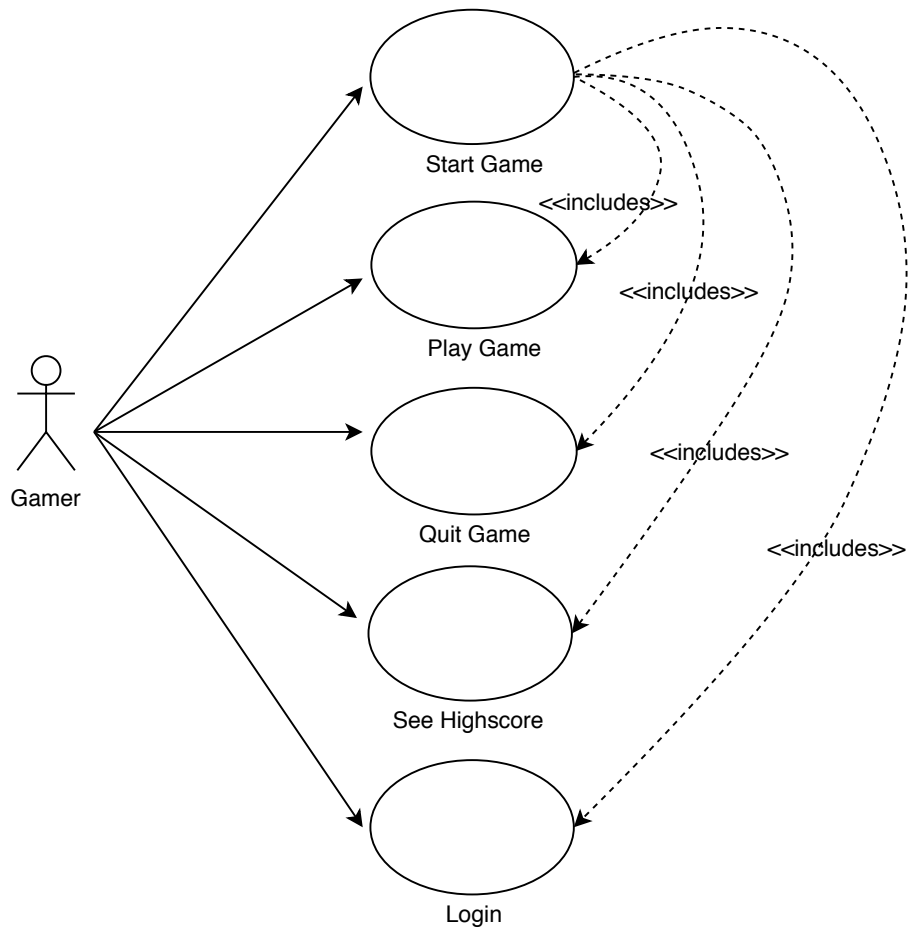 Start Game
<<includes>>
Play Game
<<includes>>
Gamer
Quit Game
<<includes>>
<<includes>>
See Highscore
Login